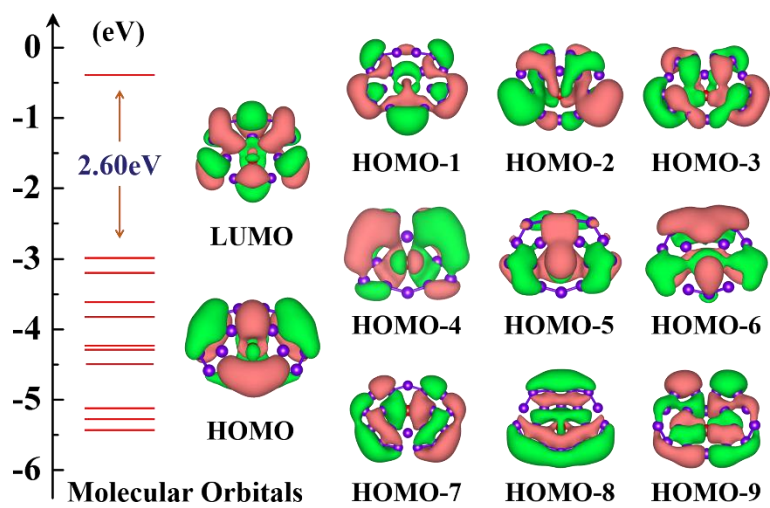 (eV)
0
-1
-2
-3
-4
-5
-6
2.60eV
LUMO
HOMO
Molecular Orbitals
HOMO-1 HOMO-2 HOMO-3
HOMO-4 HOMO-5 HOMO-6
HOMO-7 HOMO-8 HOMO-9